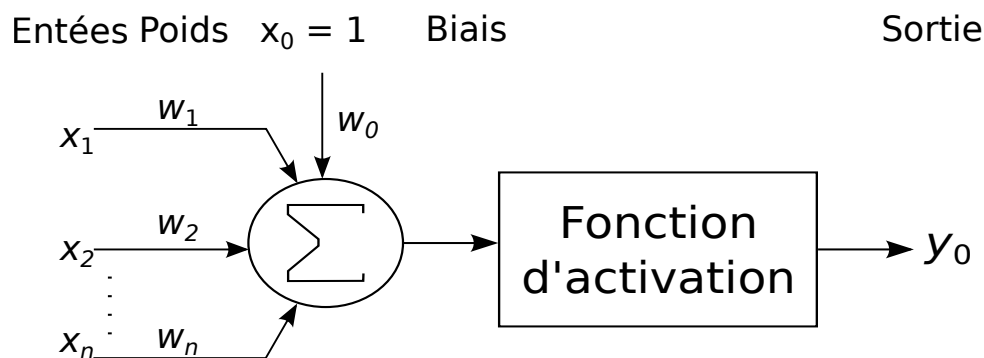 Entées Poids x₀ = 1 Biais Sortie
w₁
w₀
x₁
w₂
x₂
Fonction
d'activation
y₀
wₙ
xₙ